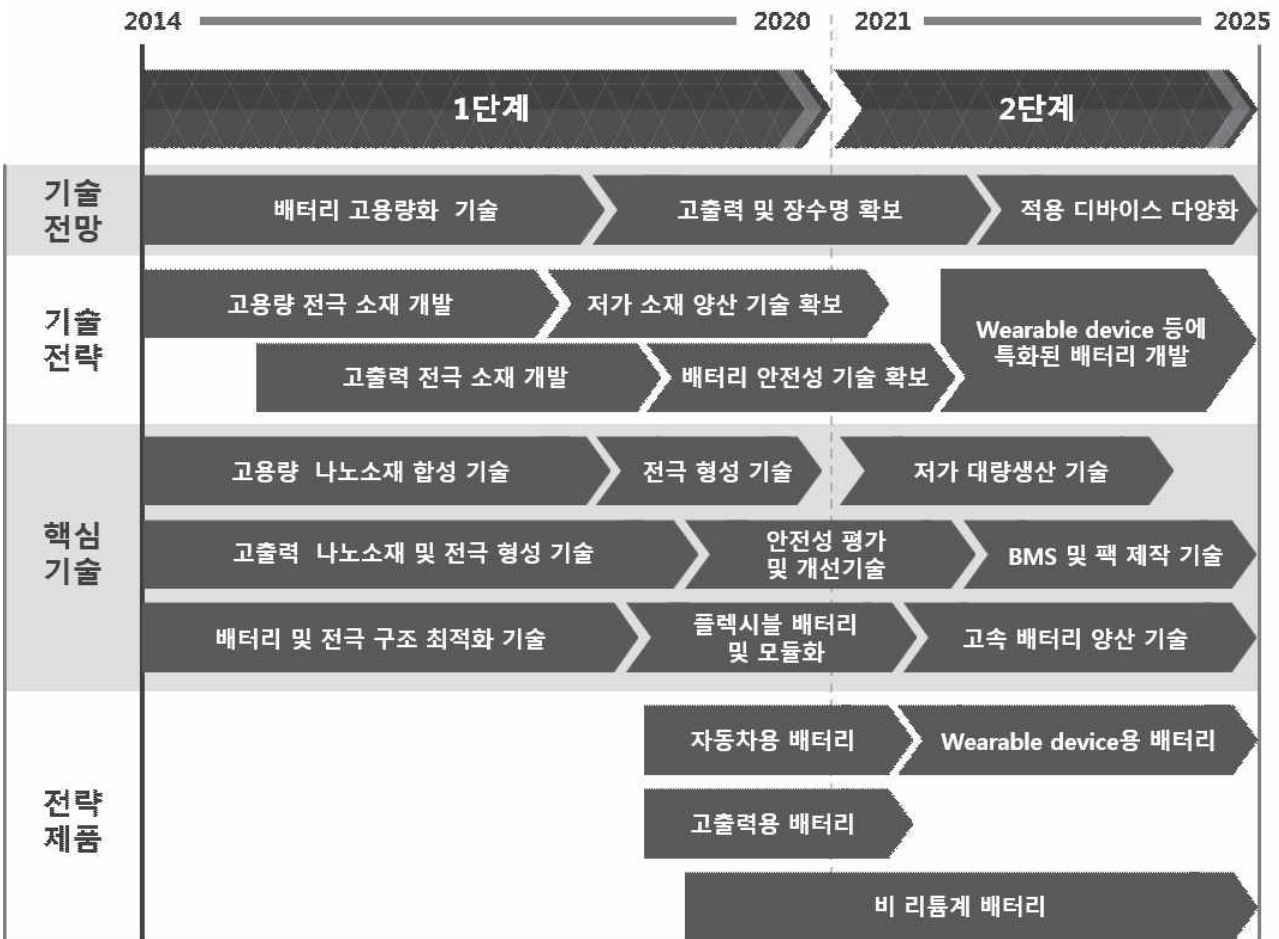 2014 2020 2021 2025
1단계 2단계
기술
전망
배터리 고용량화 기술 고출력 및 장수명 확보 적용 디바이스 다양화
기술
전략
고용량 전극 소재 개발 저가 소재 양산 기술 확보
고출력 전극 소재 개발 배터리 안전성 기술 확보
Wearable device 등에
특화된 배터리 개발
핵심
기술
고용량 나노소재 합성 기술 전극 형성 기술 저가 대량생산 기술
고출력 나노소재 및 전극 형성 기술
안전성 평가
및 개선기술
BMS 및 팩 제작 기술
배터리 및 전극 구조 최적화 기술
플렉시블 배터리
및 모듈화
고속 배터리 양산 기술
전략
제품
자동차용 배터리 Wearable device용 배터리
고출력용 배터리
비 리튬계 배터리